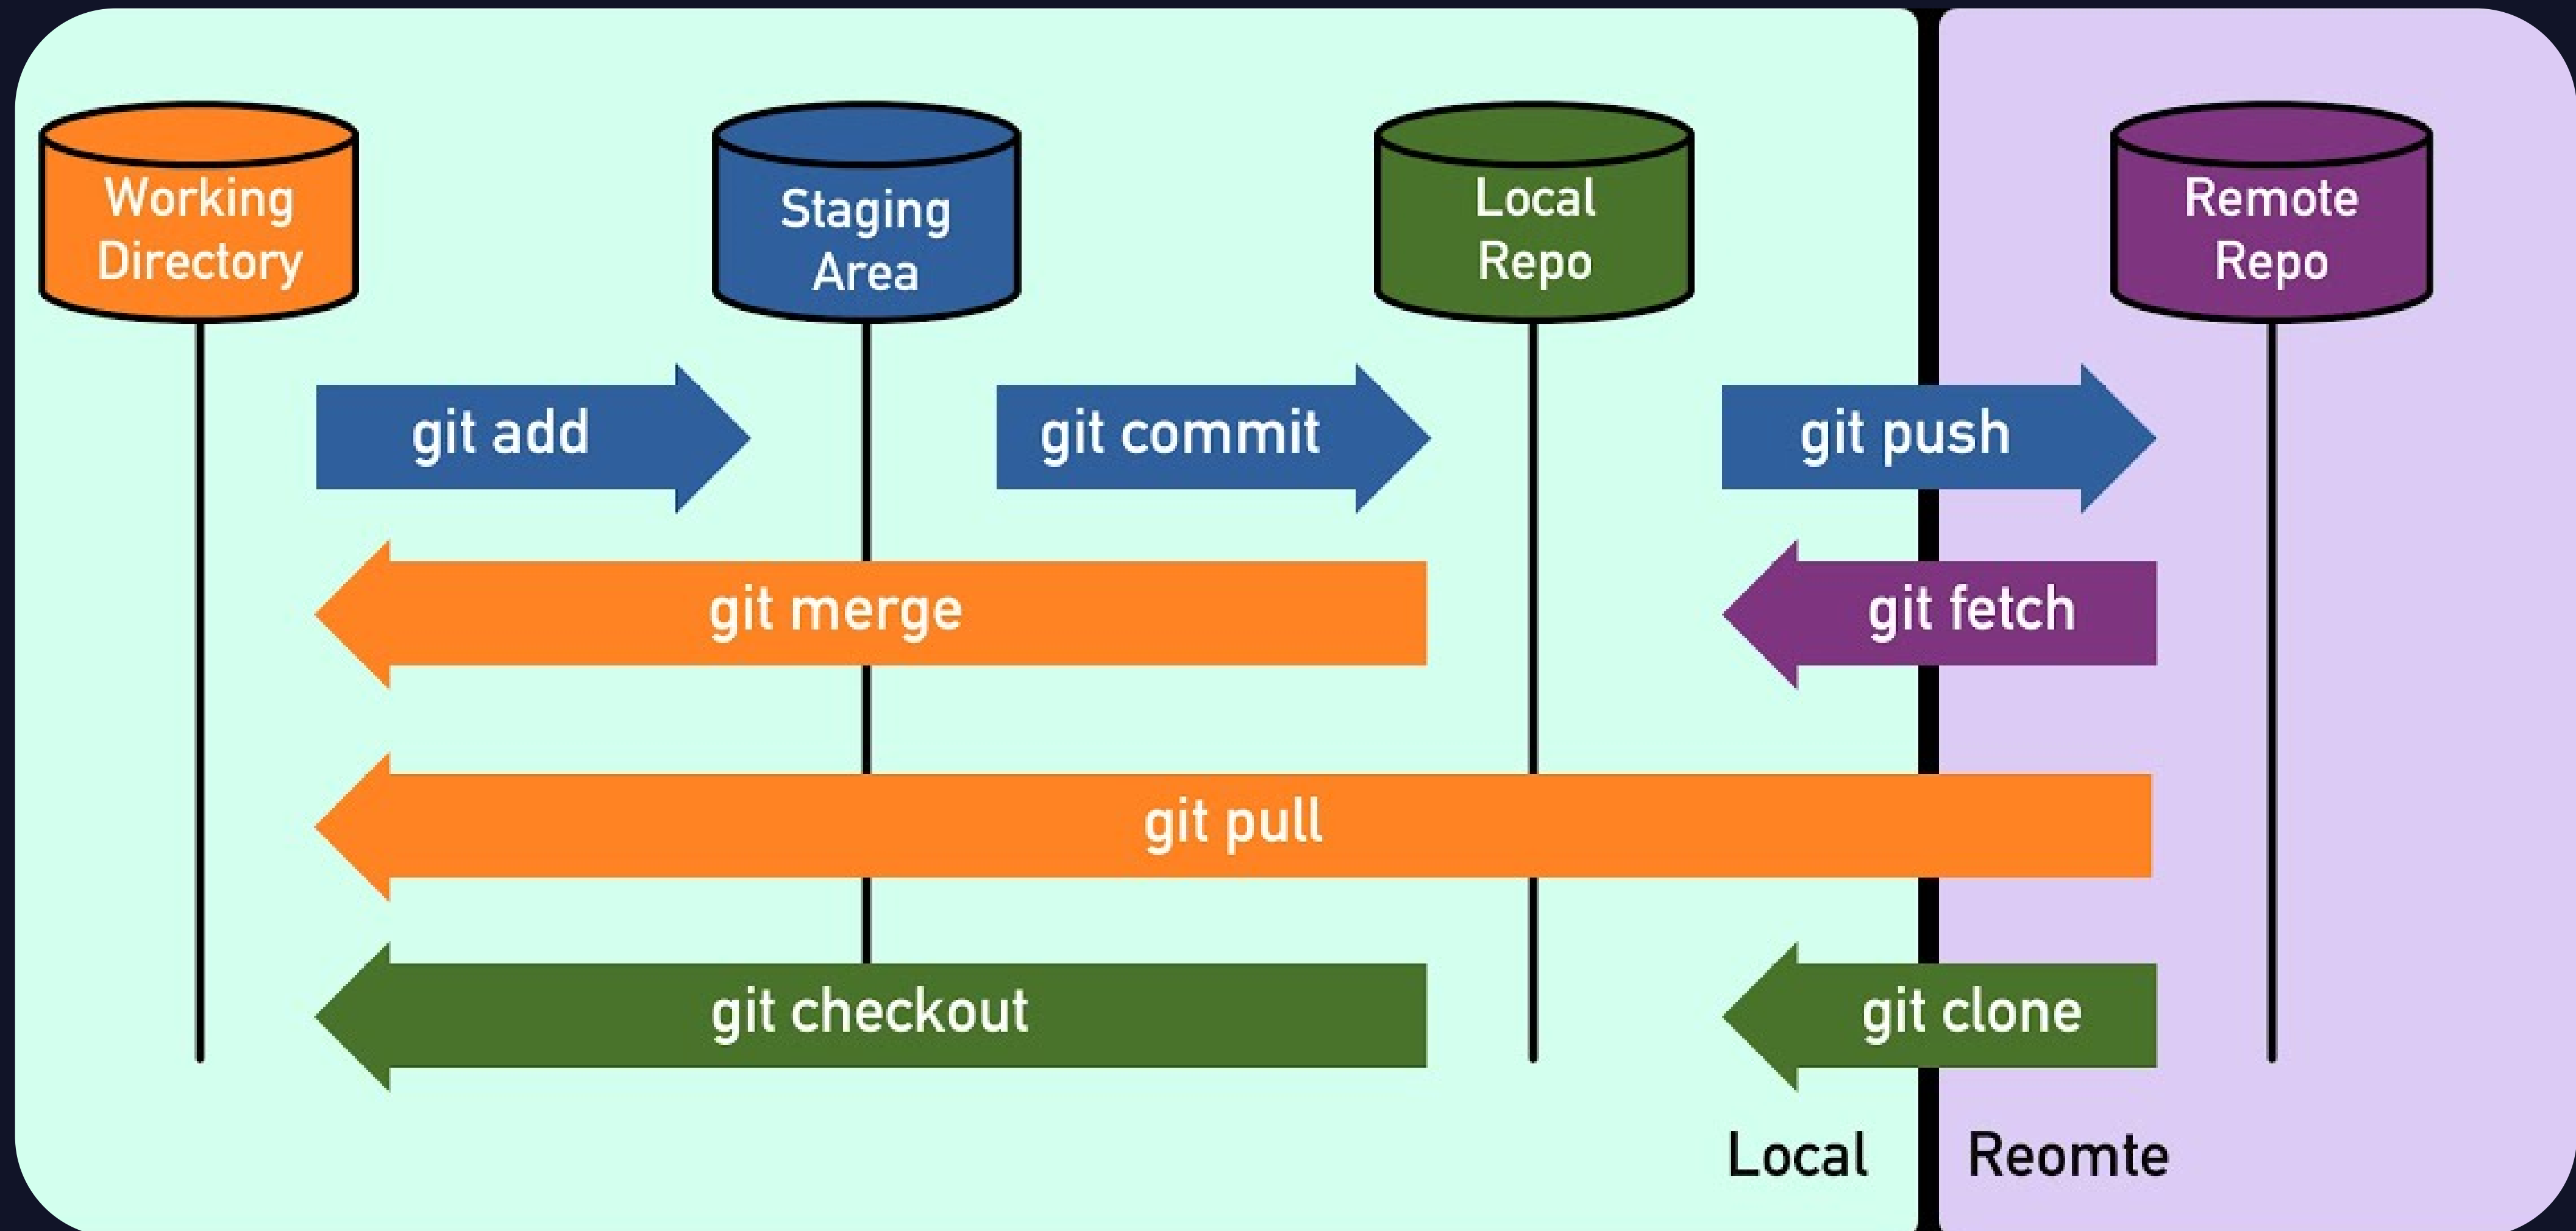 Working
Directory
Staging
Area
Local
Repo
Remote
Repo
git add
git commit
git push
git merge
git fetch
git pull
git checkout
git clone
Local
Reomte